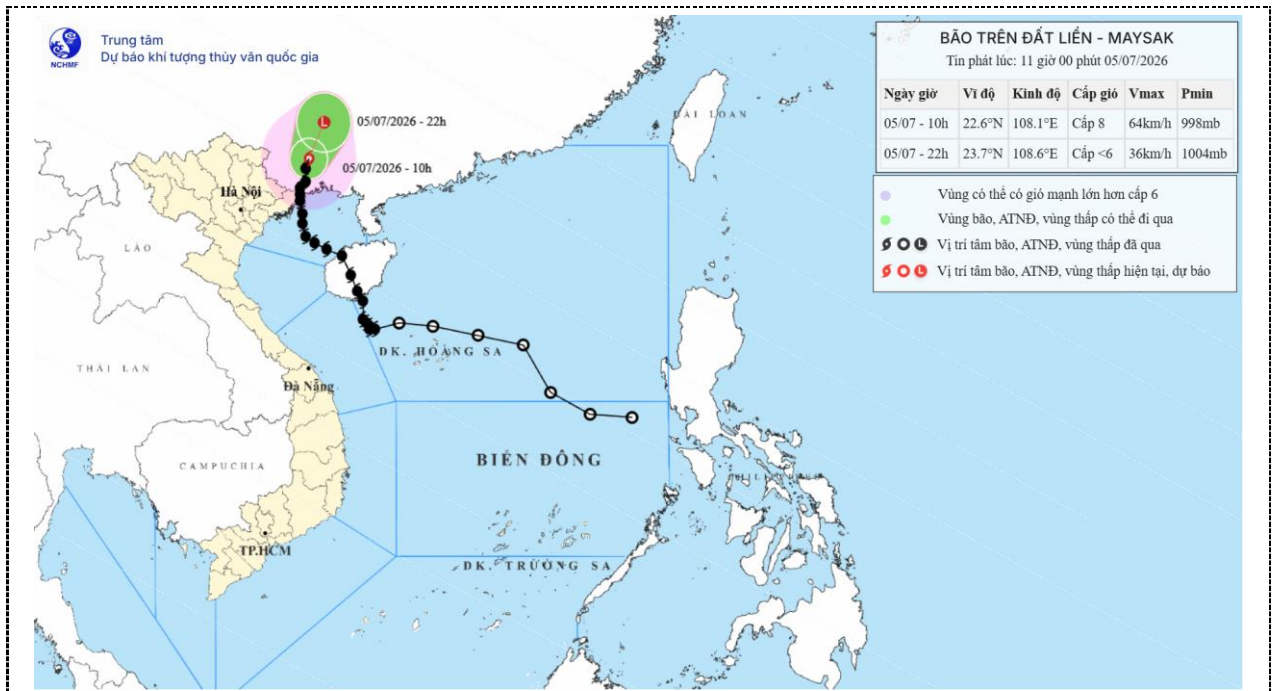 Trung tâm
Dự báo khí tượng thủy văn quốc gia
NCHMF
BÃO TRÊN ĐẤT LIỀN - MAYSAK
Tin phát lúc: 11 giờ 00 phút 05/07/2026
Ngày giờ Vĩ độ Kinh độ Cấp gió Vmax Pmin
05/07 - 10h 22.6°N 108.1°E Cấp 8 64km/h 998mb
05/07 - 22h 23.7°N 108.6°E Cấp <6 36km/h 1004mb
Vùng có thể có gió mạnh lớn hơn cấp 6
Vùng bão, ATNĐ, vùng thấp có thể đi qua
Vị trí tâm bão, ATNĐ, vùng thấp đã qua
Vị trí tâm bão, ATNĐ, vùng thấp hiện tại, dự báo
L
05/07/2026 - 22h
05/07/2026 - 10h
ĐÀI LOAN
Hà Nội
LÀO
ĐK. HOÀNG SA
THÁI LAN
Đà Nẵng
BIỂN ĐÔNG
CAMPUCHIA
TP.HCM
ĐK. TRƯỜNG SA